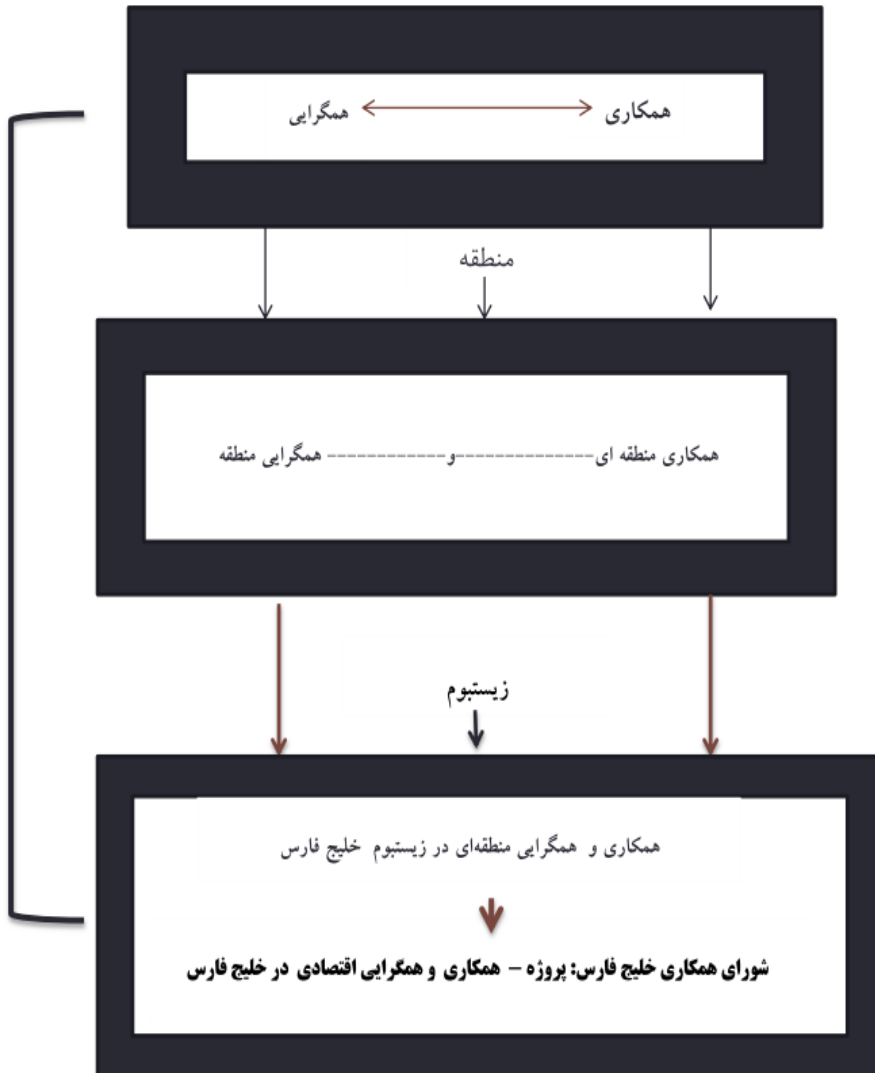 همکاری همگرایی
منطقه
همکاری منطقه ای--------------و------------ همگرایی منطقه
زیستبوم
همکاری و همگرایی منطقه‌ای در زیستبوم خلیج فارس
شورای همکاری خلیج فارس: پروژه – همکاری و همگرایی اقتصادی در خلیج فارس